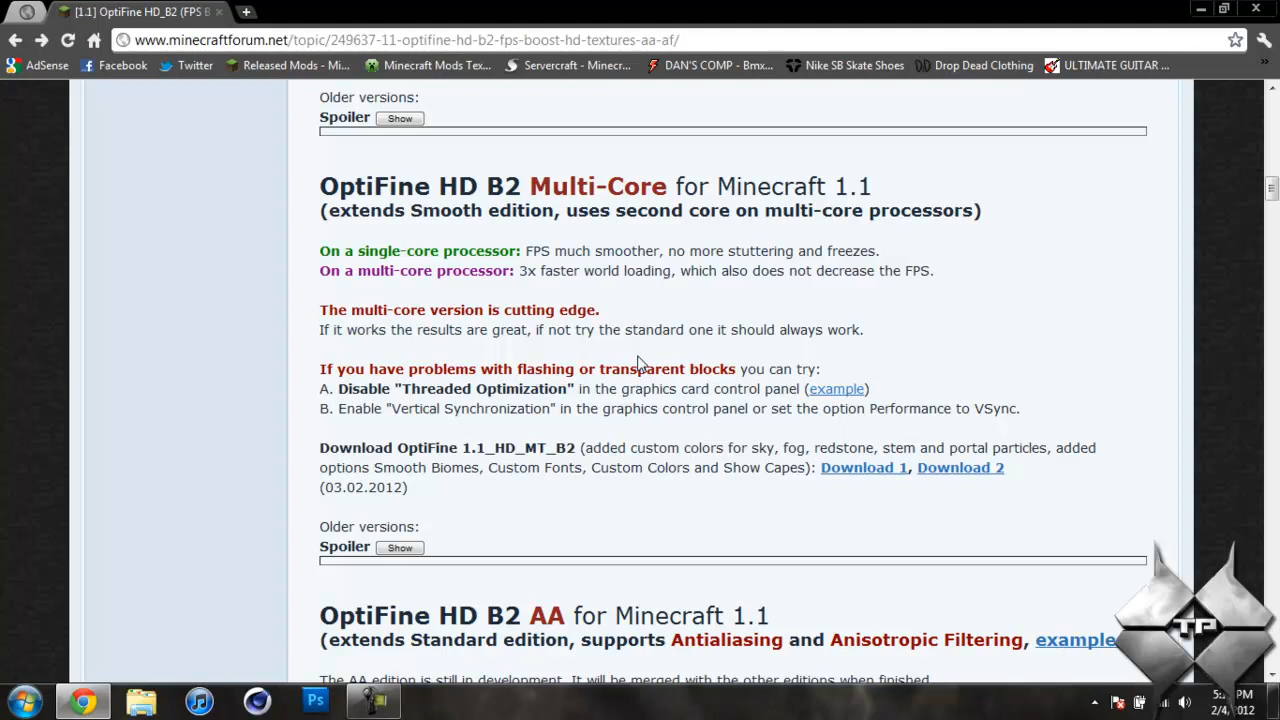 [1.1] OptiFine HD_B2 (FPS B
www.minecraftforum.net/topic/249637-11-optifine-hd-b2-fps-boost-hd-textures-aa-af/
AdSense Facebook Twitter Released Mods - Mi... Minecraft Mods Tex... Servercraft - Minecr... DAN'S COMP - Bmx... Nike SB Skate Shoes Drop Dead Clothing ULTIMATE GUITAR ...
Older versions:
Spoiler Show
OptiFine HD B2 Multi-Core for Minecraft 1.1
(extends Smooth edition, uses second core on multi-core processors)
On a single-core processor: FPS much smoother, no more stuttering and freezes.
On a multi-core processor: 3x faster world loading, which also does not decrease the FPS.
The multi-core version is cutting edge.
If it works the results are great, if not try the standard one it should always work.
If you have problems with flashing or transparent blocks you can try:
A. Disable "Threaded Optimization" in the graphics card control panel (example)
B. Enable "Vertical Synchronization" in the graphics control panel or set the option Performance to VSync.
Download OptiFine 1.1_HD_MT_B2 (added custom colors for sky, fog, redstone, stem and portal particles, added
options Smooth Biomes, Custom Fonts, Custom Colors and Show Capes): Download 1, Download 2
(03.02.2012)
Older versions:
Spoiler Show
OptiFine HD B2 AA for Minecraft 1.1
(extends Standard edition, supports Antialiasing and Anisotropic Filtering, example
The AA edition is still in development. It will be merged with the other editions when finished.
TP
Ps
PM
2/4/2012